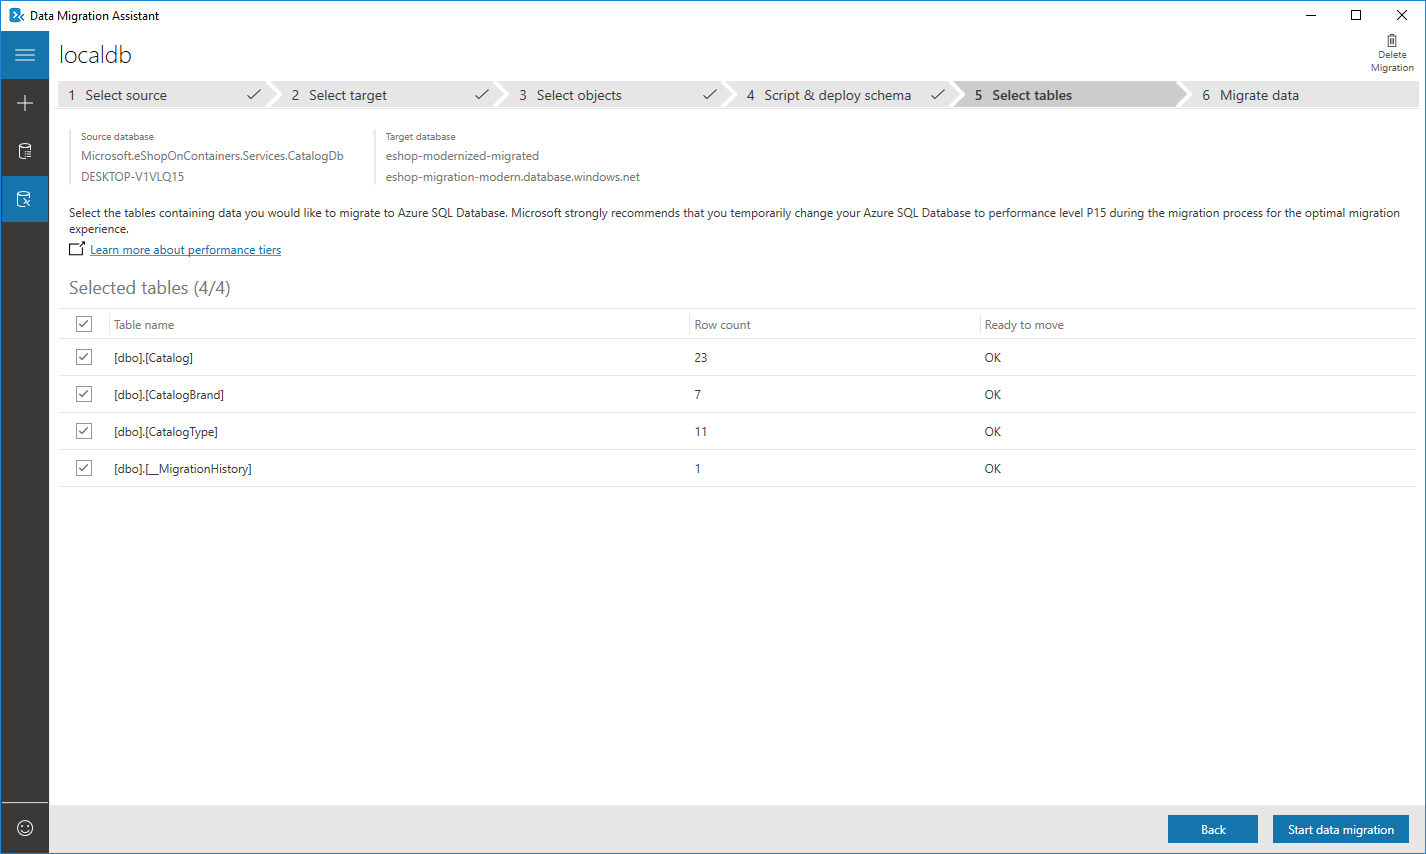 Data Migration Assistant
localdb
Delete
Migration
1 Select source
2 Select target
3 Select objects
4 Script & deploy schema
5 Select tables
6 Migrate data
Source database
Microsoft.eShopOnContainers.Services.CatalogDb
DESKTOP-V1VLQ15
Target database
eshop-modernized-migrated
eshop-migration-modern.database.windows.net
Select the tables containing data you would like to migrate to Azure SQL Database. Microsoft strongly recommends that you temporarily change your Azure SQL Database to performance level P15 during the migration process for the optimal migration
experience.
Learn more about performance tiers
Selected tables (4/4)
Table name Row count Ready to move
[dbo].[Catalog] 23 OK
[dbo].[CatalogBrand] 7 OK
[dbo].[CatalogType] 11 OK
[dbo].[__MigrationHistory] 1 OK
Back
Start data migration